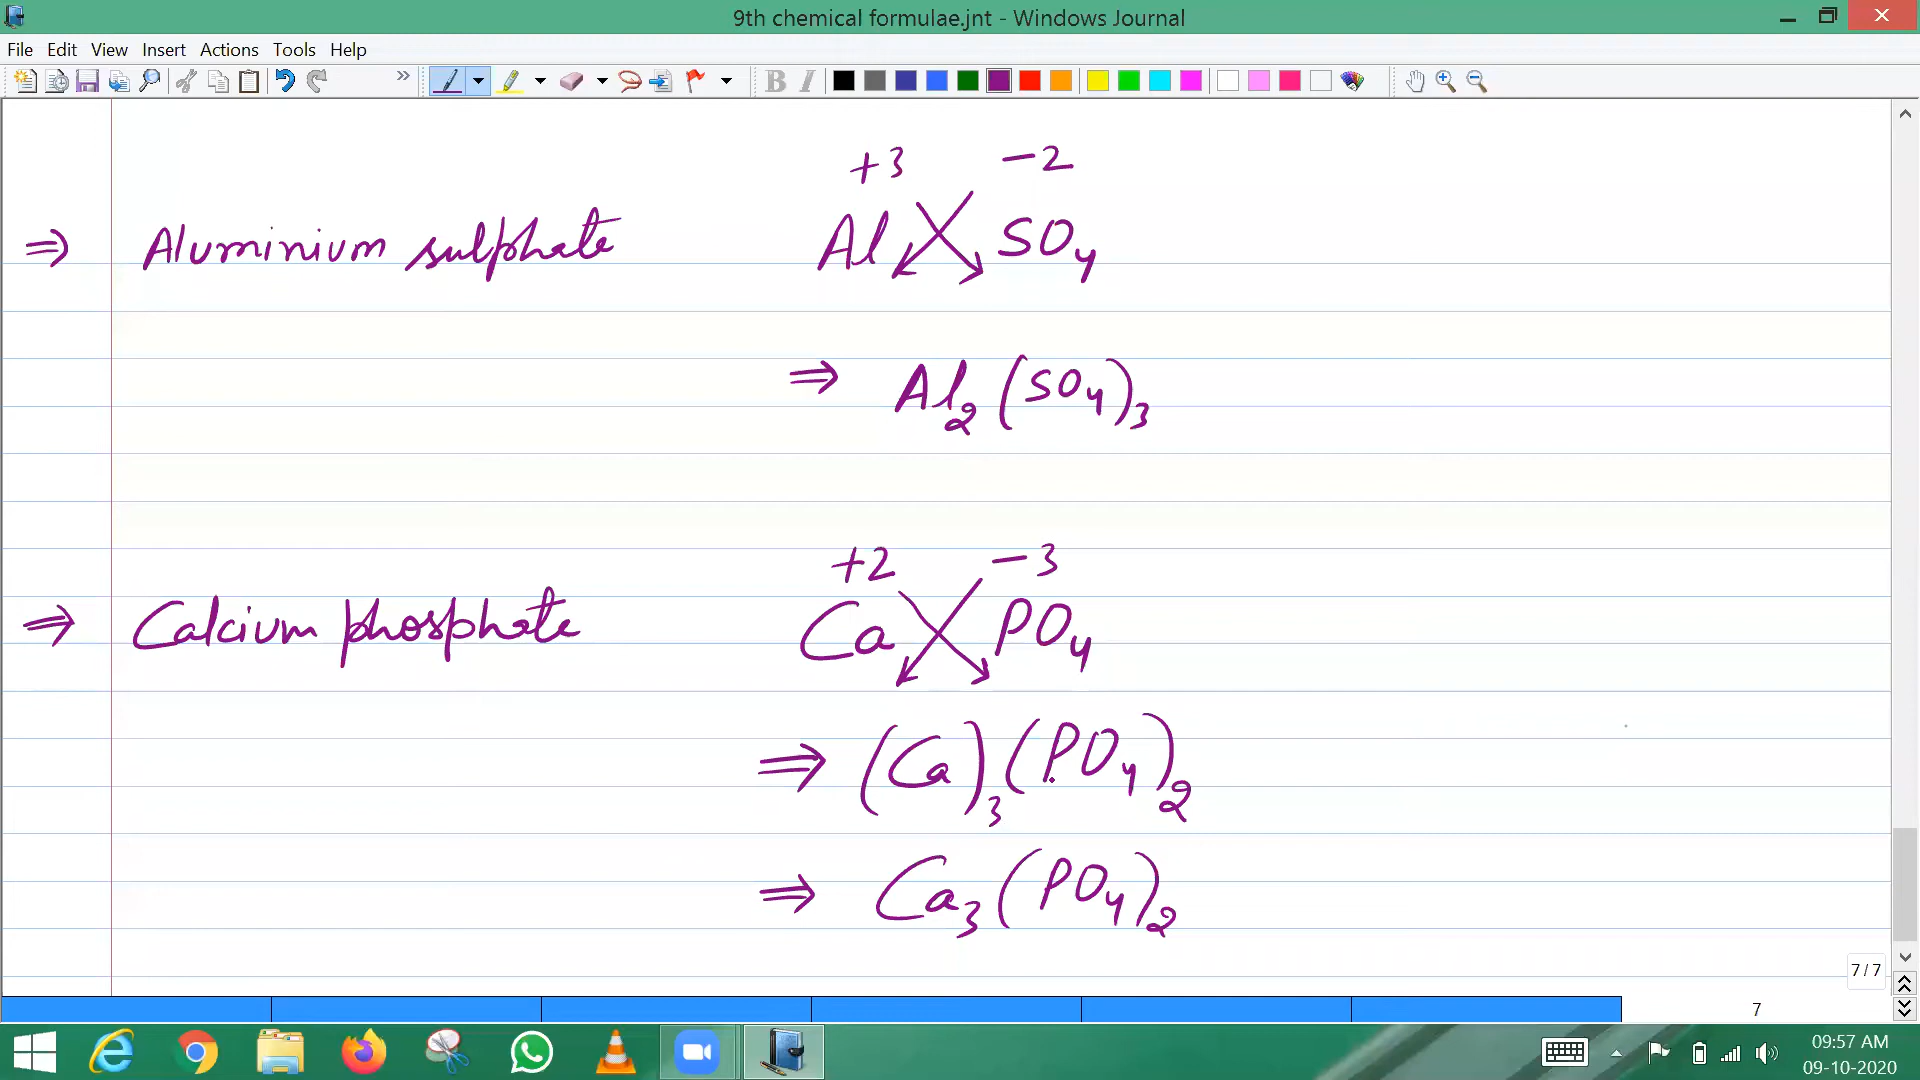 9th chemical formulae.jnt - Windows Journal
File Edit View Insert Actions Tools Help
» B I
+3 −2
⇒ Aluminium sulphate Al SO₄
⇒ Al₂(SO₄)₃
+2 −3
⇒ Calcium phosphate Ca PO₄
⇒ (Ca)₃(PO₄)₂
⇒ Ca₃(PO₄)₂
7 / 7
7
09:57 AM
09-10-2020